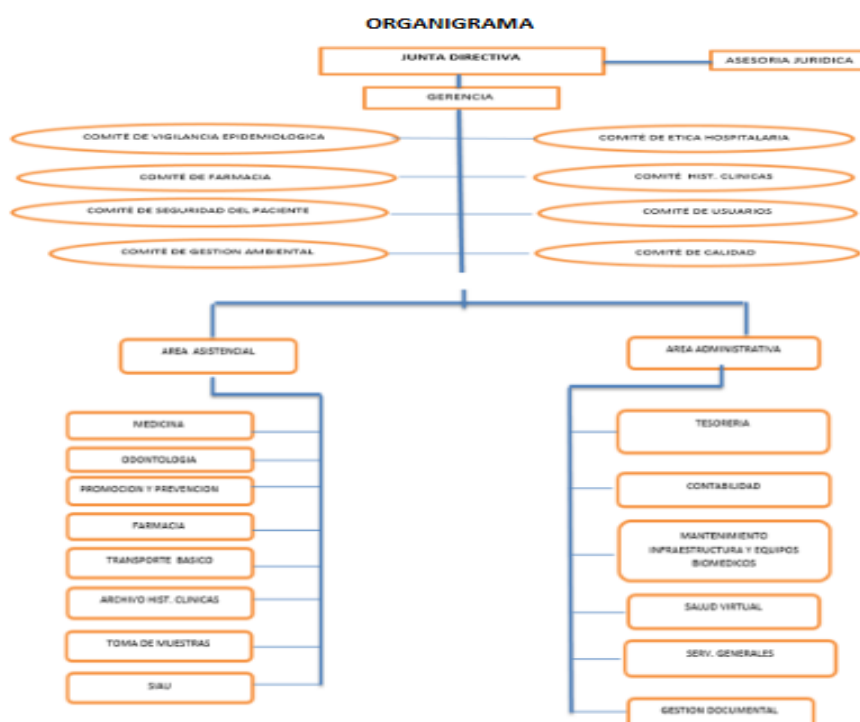 ORGANIGRAMA
JUNTA DIRECTIVA
ASESORIA JURIDICA
GERENCIA
COMITÉ DE VIGILANCIA EPIDEMIOLOGICA
COMITÉ DE ETICA HOSPITALARIA
COMITÉ DE FARMACIA
COMITÉ HIST. CLINICAS
COMITÉ DE SEGURIDAD DEL PACIENTE
COMITÉ DE USUARIOS
COMITÉ DE GESTION AMBIENTAL
COMITÉ DE CALIDAD
AREA ASISTENCIAL
AREA ADMINISTRATIVA
MEDICINA
ODONTOLOGIA
PROMOCION Y PREVENCION
FARMACIA
TRANSPORTE BASICO
ARCHIVO HIST. CLINICAS
TOMA DE MUESTRAS
SIAU
TESORERIA
CONTABILIDAD
MANTENIMIENTO
INFRAESTRUCTURA Y EQUIPOS
BIOMEDICOS
SALUD VIRTUAL
SERV. GENERALES
GESTION DOCUMENTAL